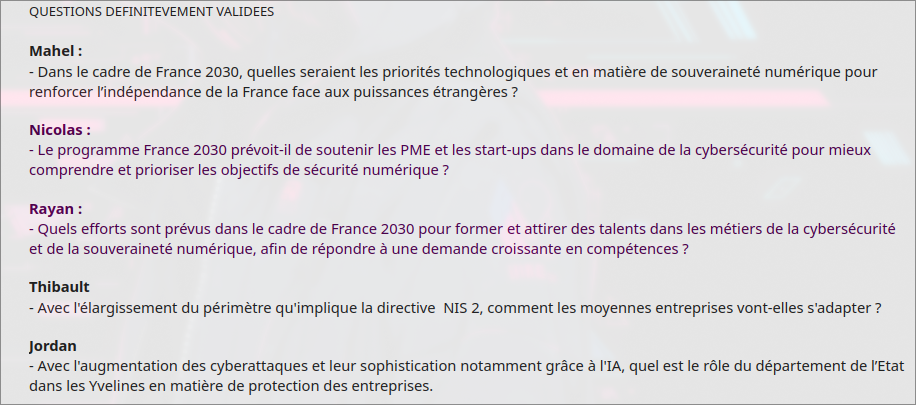 QUESTIONS DEFINITEVEMENT VALIDEES
Mahel :
- Dans le cadre de France 2030, quelles seraient les priorités technologiques et en matière de souveraineté numérique pour
renforcer l’indépendance de la France face aux puissances étrangères ?
Nicolas :
- Le programme France 2030 prévoit-il de soutenir les PME et les start-ups dans le domaine de la cybersécurité pour mieux
comprendre et prioriser les objectifs de sécurité numérique ?
Rayan :
- Quels efforts sont prévus dans le cadre de France 2030 pour former et attirer des talents dans les métiers de la cybersécurité
et de la souveraineté numérique, afin de répondre à une demande croissante en compétences ?
Thibault
- Avec l'élargissement du périmètre qu'implique la directive  NIS 2, comment les moyennes entreprises vont-elles s'adapter ?
Jordan
- Avec l'augmentation des cyberattaques et leur sophistication notamment grâce à l'IA, quel est le rôle du département de l’Etat
dans les Yvelines en matière de protection des entreprises.